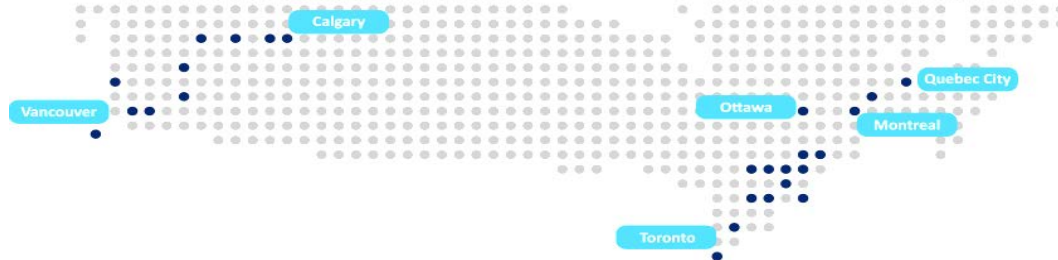 Calgary
Quebec City
Vancouver
Ottawa
Montreal
Toronto